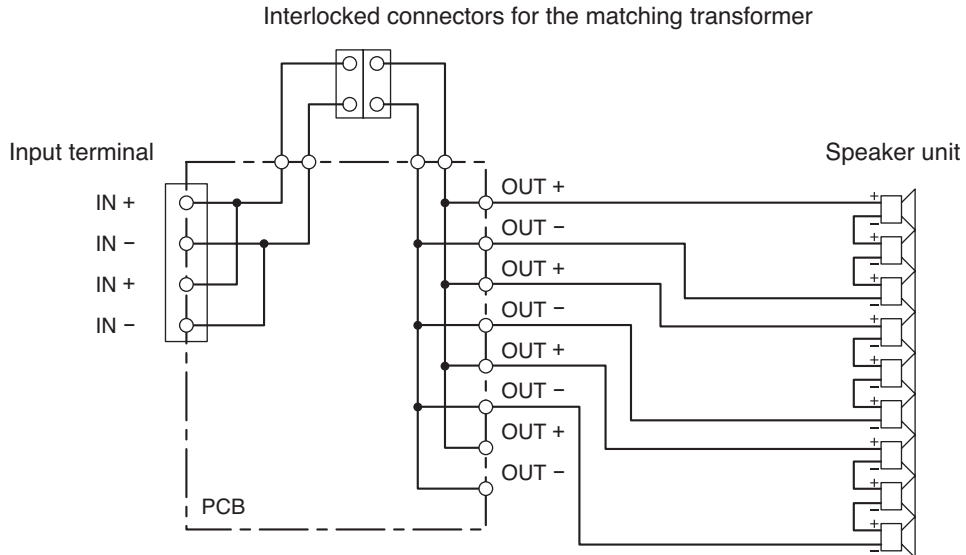 Interlocked connectors for the matching transformer
Input terminal
Speaker unit
IN +
IN −
IN +
IN −
OUT +
OUT −
OUT +
OUT −
OUT +
OUT −
OUT +
OUT −
PCB
+
−
+
−
+
−
+
−
+
−
+
−
+
−
+
−
+
−